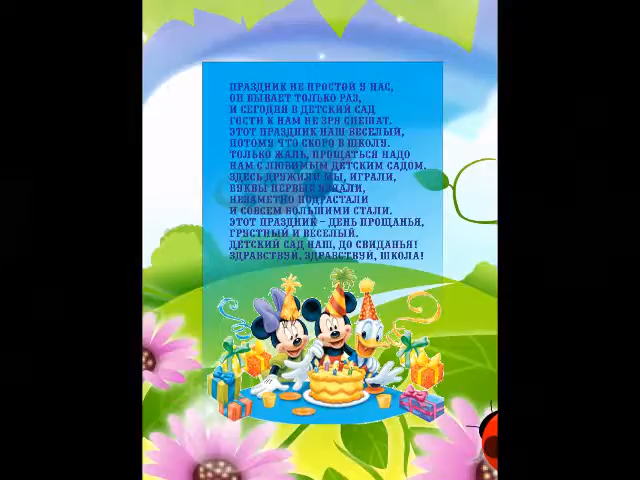 ПРАЗДНИК НЕ ПРОСТОЙ У НАС,
ОН БЫВАЕТ ТОЛЬКО РАЗ,
И СЕГОДНЯ В ДЕТСКИЙ САД
ГОСТИ К НАМ НЕ ЗРЯ СПЕШАТ.
ЭТОТ ПРАЗДНИК НАШ ВЕСЕЛЫЙ,
ПОТОМУ ЧТО СКОРО В ШКОЛУ.
ТОЛЬКО ЖАЛЬ, ПРОЩАТЬСЯ НАДО
НАМ С ЛЮБИМЫМ ДЕТСКИМ САДОМ.
ЗДЕСЬ ДРУЖИЛИ МЫ, ИГРАЛИ,
БУКВЫ ПЕРВЫЕ УЗНАЛИ,
НЕЗАМЕТНО ПОДРАСТАЛИ
И СОВСЕМ БОЛЬШИМИ СТАЛИ.
ЭТОТ ПРАЗДНИК – ДЕНЬ ПРОЩАНЬЯ,
ГРУСТНЫЙ И ВЕСЕЛЫЙ.
ДЕТСКИЙ САД НАШ, ДО СВИДАНЬЯ!
ЗДРАВСТВУЙ, ЗДРАВСТВУЙ, ШКОЛА!